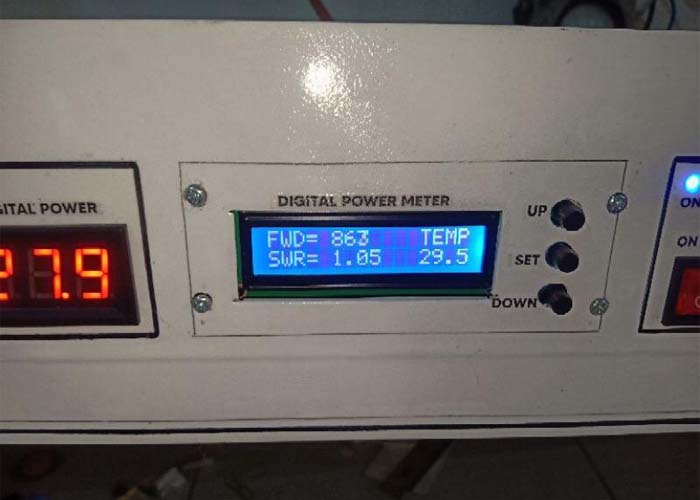 DIGITAL POWER METER
FWD= 863 TEMP
SWR= 1.05 29.5
UP
SET
DOWN
GITAL POWER
27.9
ON
ON